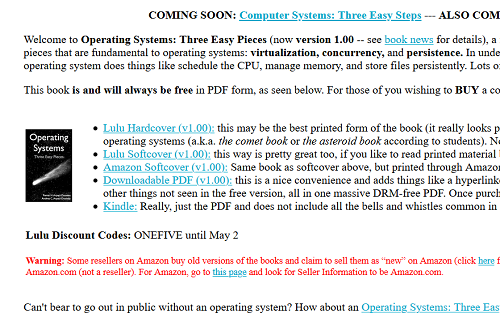 COMING SOON: Computer Systems: Three Easy Steps --- ALSO COM
Welcome to Operating Systems: Three Easy Pieces (now version 1.00 -- see book news for details), a
pieces that are fundamental to operating systems: virtualization, concurrency, and persistence. In unde
operating system does things like schedule the CPU, manage memory, and store files persistently. Lots o
This book is and will always be free in PDF form, as seen below. For those of you wishing to BUY a co
Operating
Systems
Three Easy Pieces
• Lulu Hardcover (v1.00): this may be the best printed form of the book (it really looks p
operating systems (a.k.a. the comet book or the asteroid book according to students). N
• Lulu Softcover (v1.00): this way is pretty great too, if you like to read printed material
• Amazon Softcover (v1.00): Same book as softcover above, but printed through Amazon
• Downloadable PDF (v1.00): this is a nice convenience and adds things like a hyperlink
other things not seen in the free version, all in one massive DRM-free PDF. Once purch
• Kindle: Really, just the PDF and does not include all the bells and whistles common in
Lulu Discount Codes: ONEFIVE until May 2
Warning: Some resellers on Amazon buy old versions of the books and claim to sell them as “new” on Amazon (click here f
Amazon.com (not a reseller). For Amazon, go to this page and look for Seller Information to be Amazon.com.
Can't bear to go out in public without an operating system? How about an Operating Systems: Three Eas